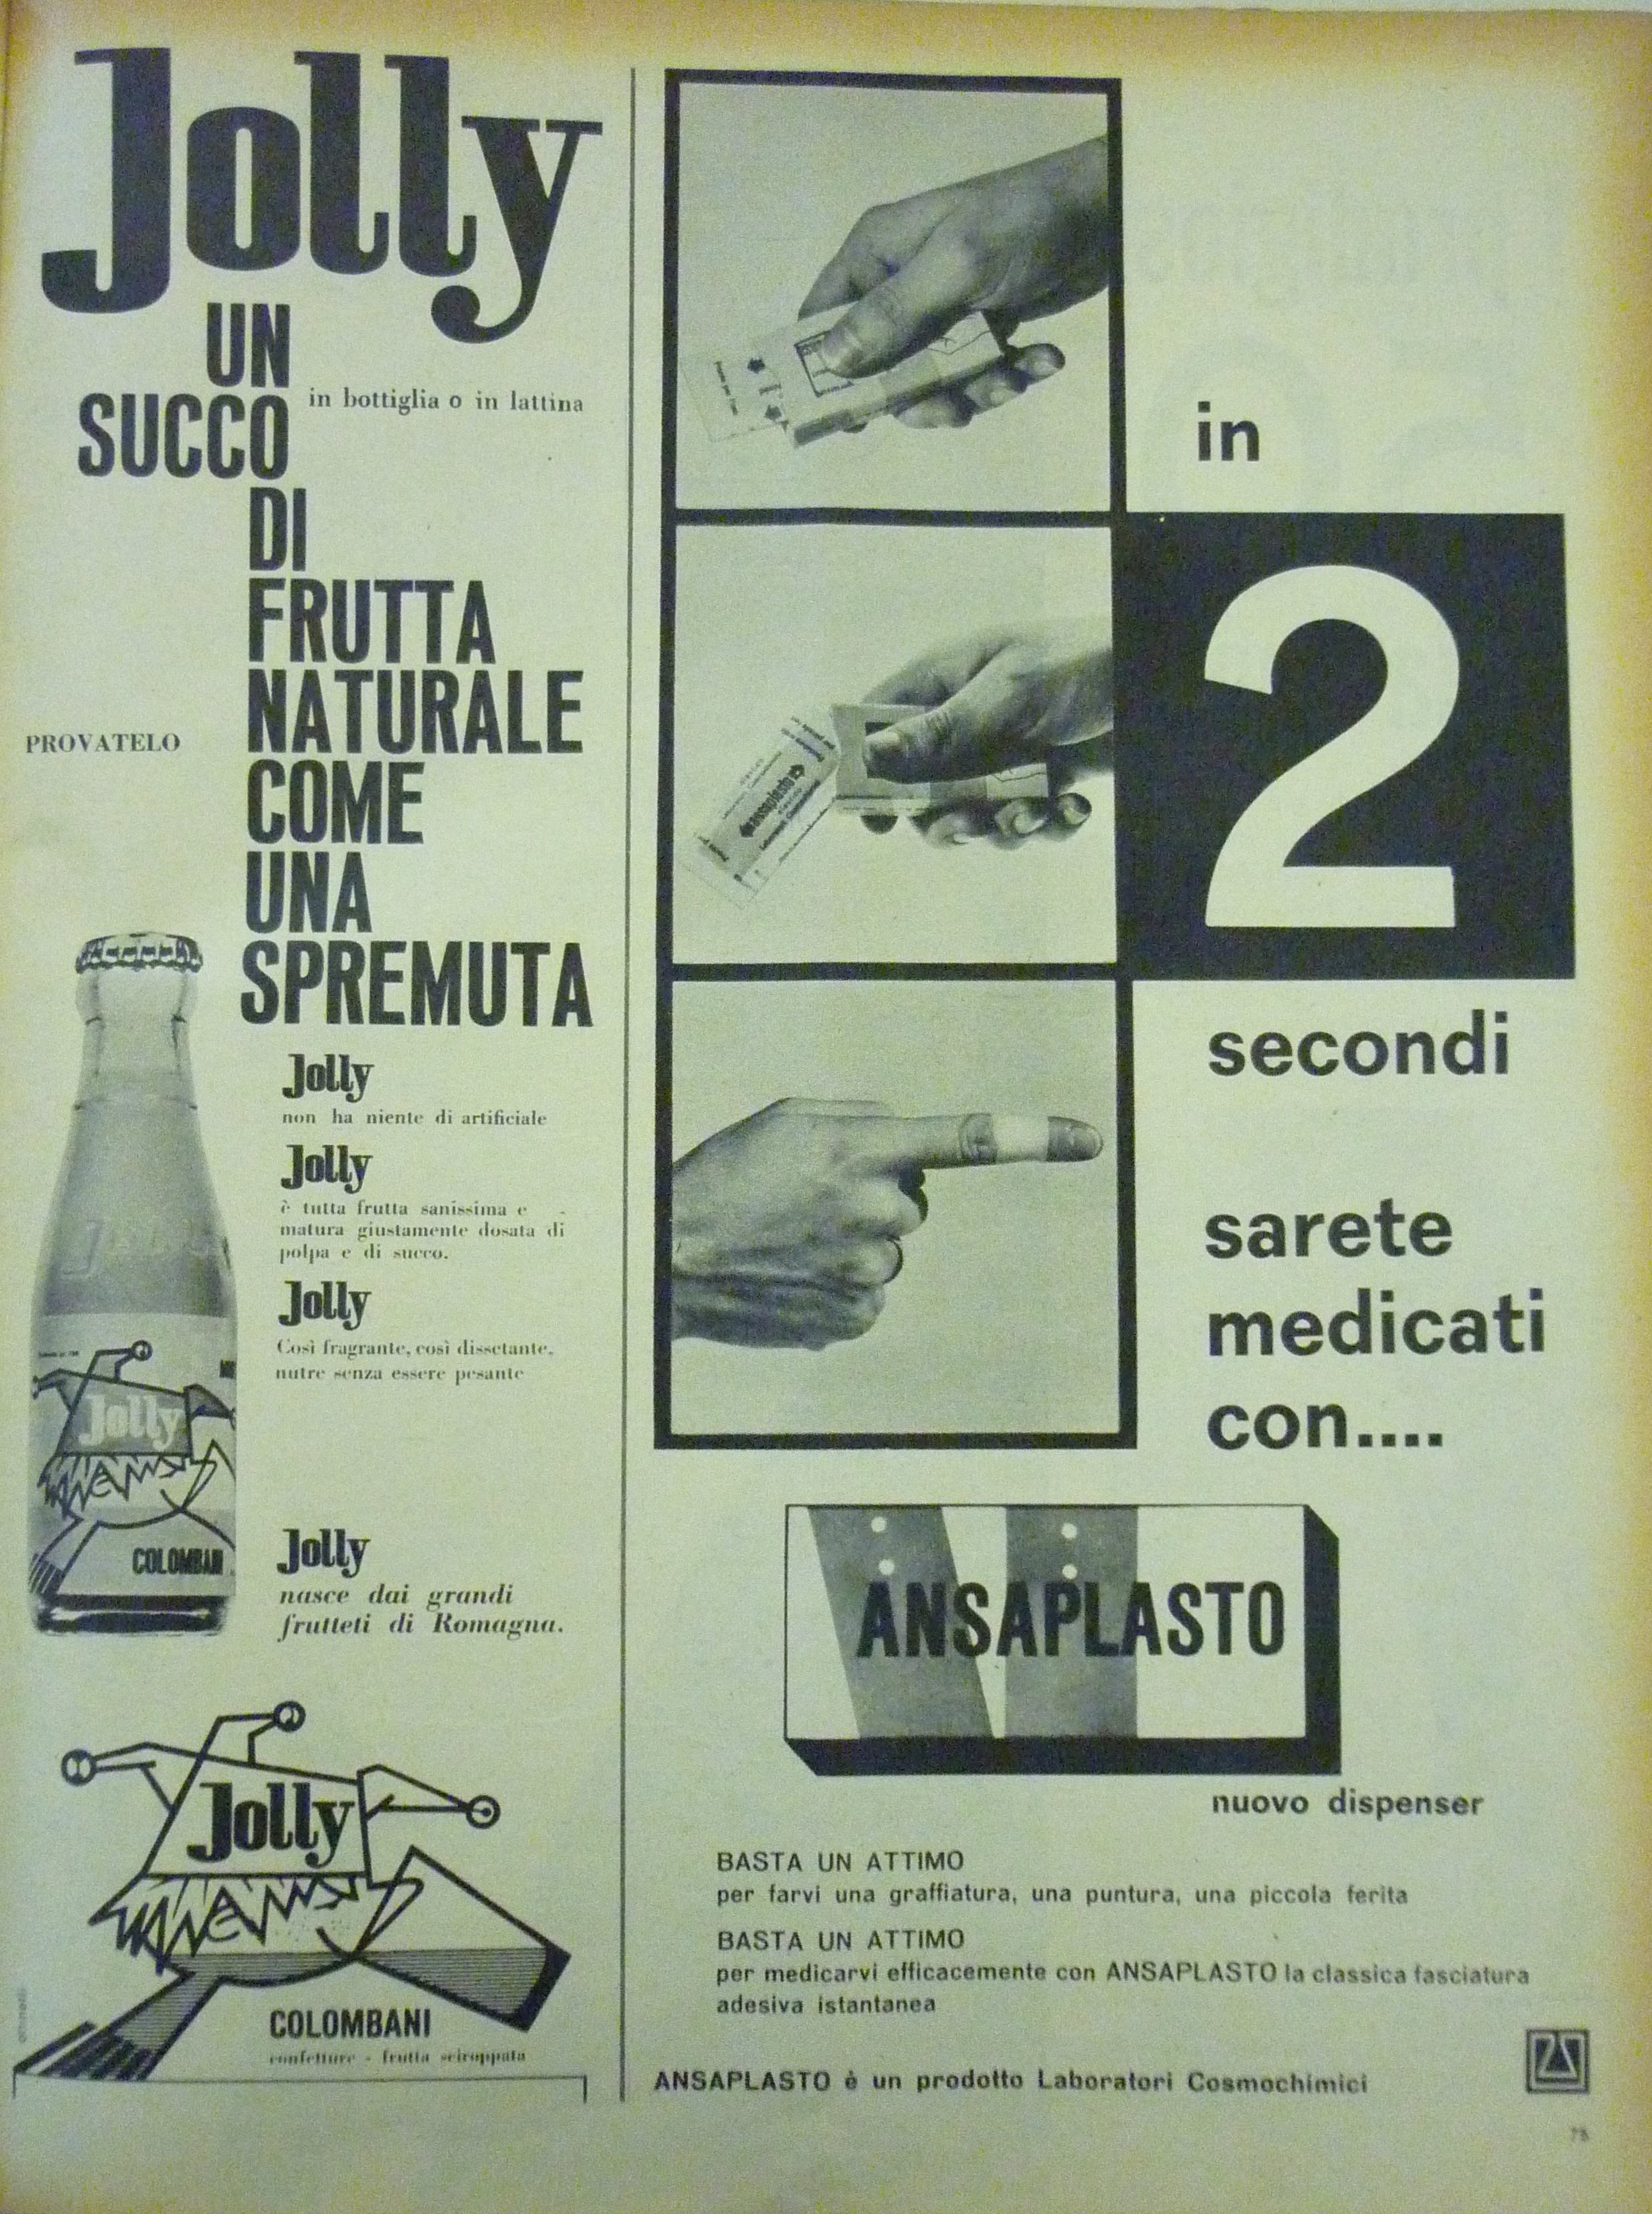 Jolly
UN
SUCCO
in bottiglia o in lattina
DI
FRUTTA
NATURALE
PROVATELO
COME
UNA
SPREMUTA
Jolly
non ha niente di artificiale
Jolly
è tutta frutta sanissima e
matura giustamente dosata di
polpa e di succo.
Jolly
Così fragrante, così dissetante,
nutre senza essere pesante
Jolly
COLOMBANI
Jolly
nasce dai grandi
frutteti di Romagna.
Jolly
COLOMBANI
confetture - frutta sciroppata
in
2
secondi
sarete
medicati
con....
ansaplasto
ANSAPLASTO
nuovo dispenser
BASTA UN ATTIMO
per farvi una graffiatura, una puntura, una piccola ferita
BASTA UN ATTIMO
per medicarvi efficacemente con ANSAPLASTO la classica fasciatura
adesiva istantanea
ANSAPLASTO è un prodotto Laboratori Cosmochimici